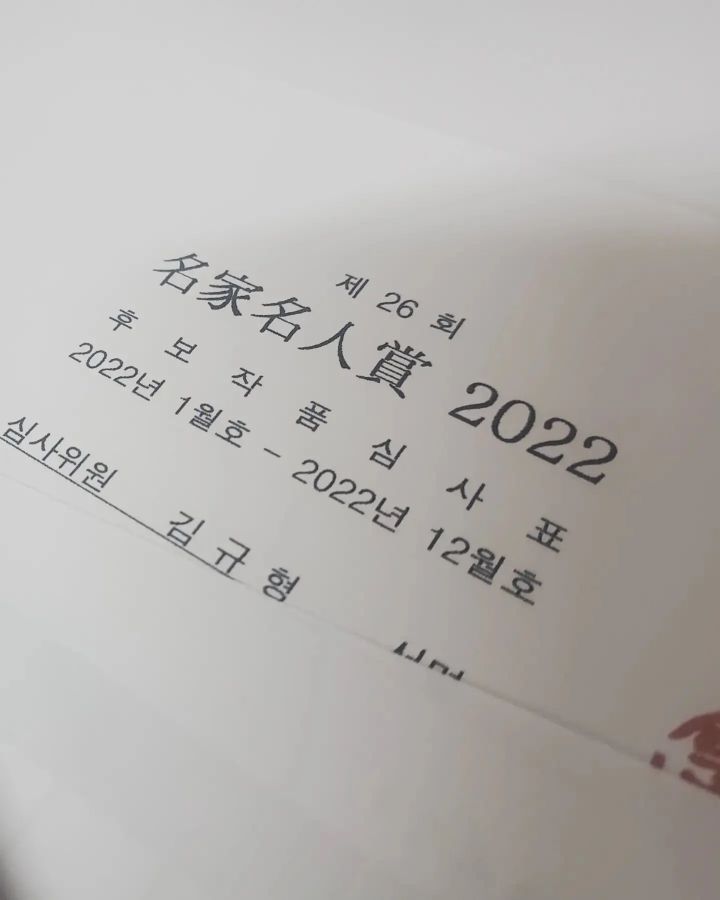 제 26 회
名家名人賞 2022
후 보 작 품 심 사 표
2022년 1월호 - 2022년 12월호
심사위원 김 규 형